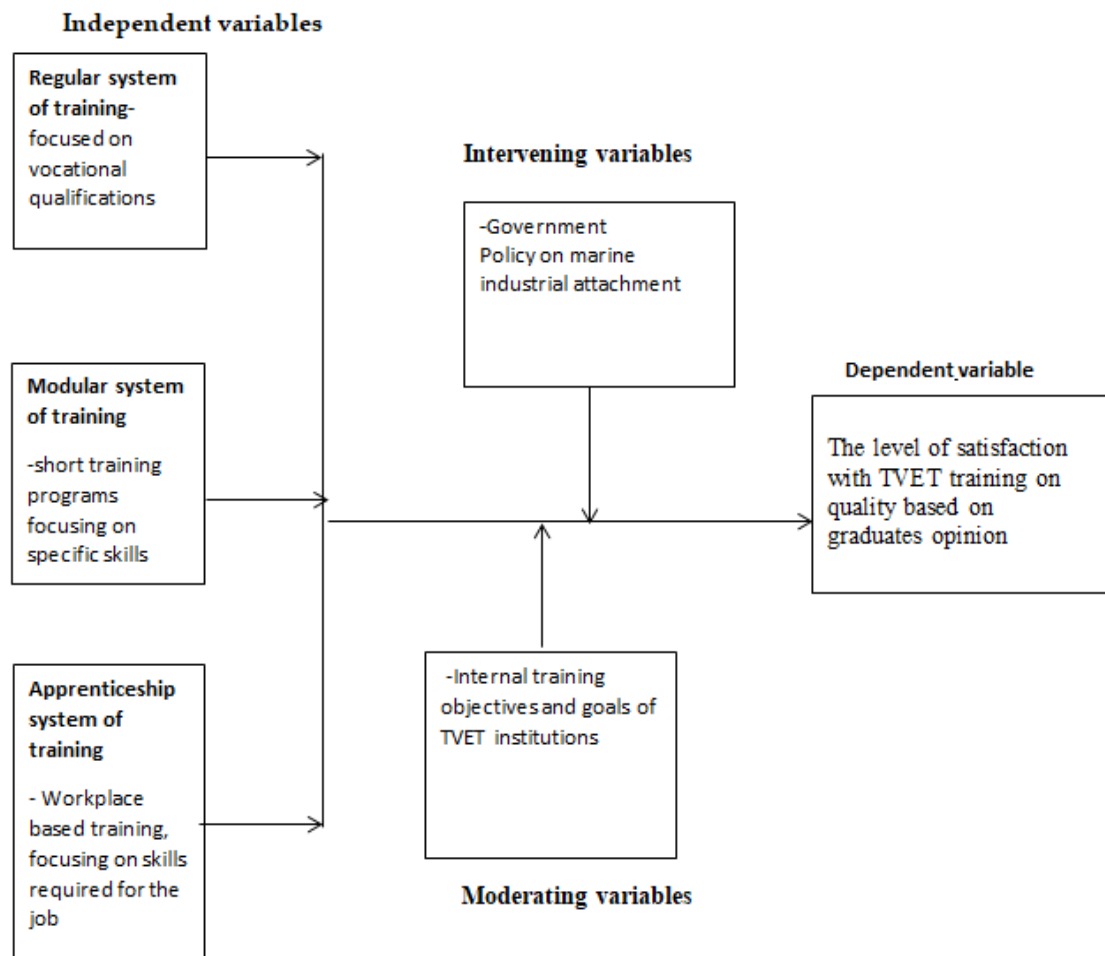 Independent variables
Regular system
of training-
focused on
vocational
qualifications
Intervening variables
-Government
Policy on marine
industrial attachment
Modular system
of training
-short training
programs
focusing on
specific skills
Dependent variable
The level of satisfaction
with TVET training on
quality based on
graduates opinion
Apprenticeship
system of
training
- Workplace
based training,
focusing on skills
required for the
job
-Internal training
objectives and goals of
TVET institutions
Moderating variables